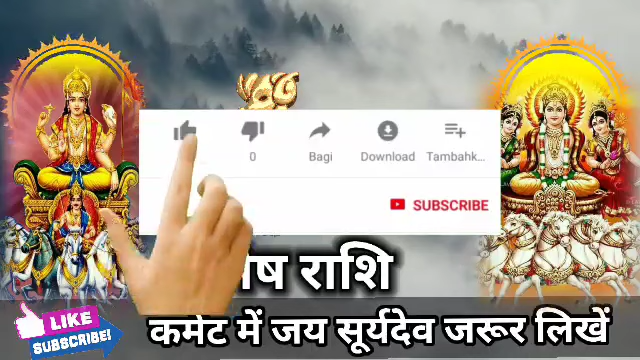 0 Bagi Download Tambahk...
SUBSCRIBE
राशि
कमेंट में जय सूर्यदेव जरूर लिखें
LIKE
SUBSCRIBE!